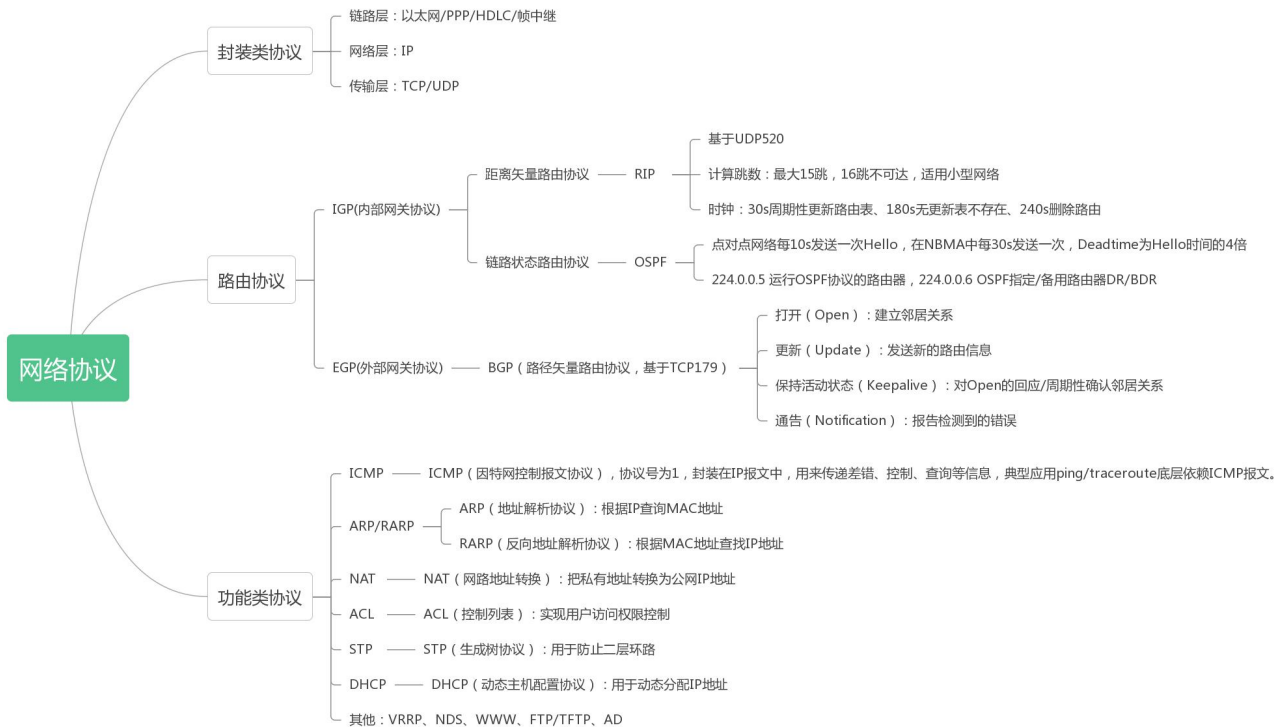 网络协议
封装类协议
链路层：以太网/PPP/HDLC/帧中继
网络层：IP
传输层：TCP/UDP
路由协议
IGP(内部网关协议)
距离矢量路由协议
RIP
基于UDP520
计算跳数：最大15跳，16跳不可达，适用小型网络
时钟：30s周期性更新路由表、180s无更新表不存在、240s删除路由
链路状态路由协议
OSPF
点对点网络每10s发送一次Hello，在NBMA中每30s发送一次，Deadtime为Hello时间的4倍
224.0.0.5 运行OSPF协议的路由器，224.0.0.6 OSPF指定/备用路由器DR/BDR
EGP(外部网关协议)
BGP（路径矢量路由协议，基于TCP179）
打开（Open）：建立邻居关系
更新（Update）：发送新的路由信息
保持活动状态（Keepalive）：对Open的回应/周期性确认邻居关系
通告（Notification）：报告检测到的错误
功能类协议
ICMP
ICMP（因特网控制报文协议），协议号为1，封装在IP报文中，用来传递差错、控制、查询等信息，典型应用ping/traceroute底层依赖ICMP报文。
ARP/RARP
ARP（地址解析协议）：根据IP查询MAC地址
RARP（反向地址解析协议）：根据MAC地址查找IP地址
NAT
NAT（网路地址转换）：把私有地址转换为公网IP地址
ACL
ACL（控制列表）：实现用户访问权限控制
STP
STP（生成树协议）：用于防止二层环路
DHCP
DHCP（动态主机配置协议）：用于动态分配IP地址
其他：VRRP、NDS、WWW、FTP/TFTP、AD